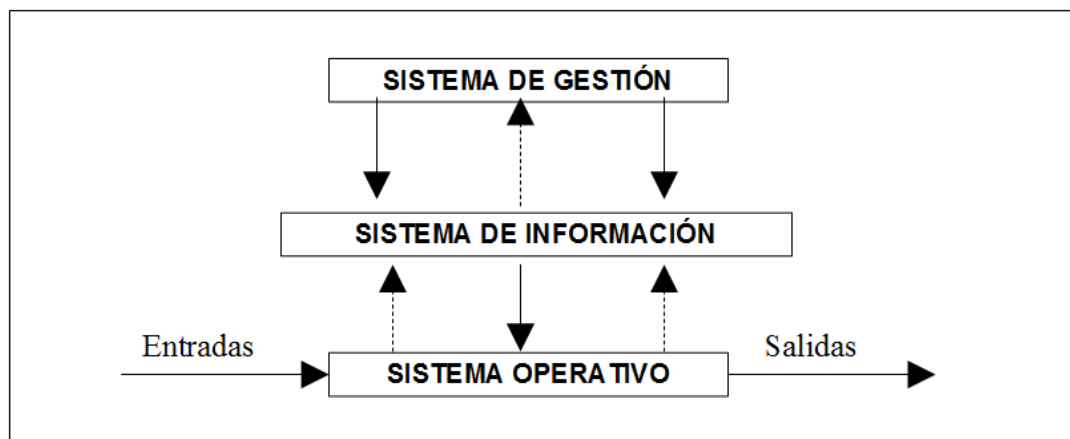 SISTEMA DE GESTIÓN
SISTEMA DE INFORMACIÓN
Entradas
Salidas
SISTEMA OPERATIVO